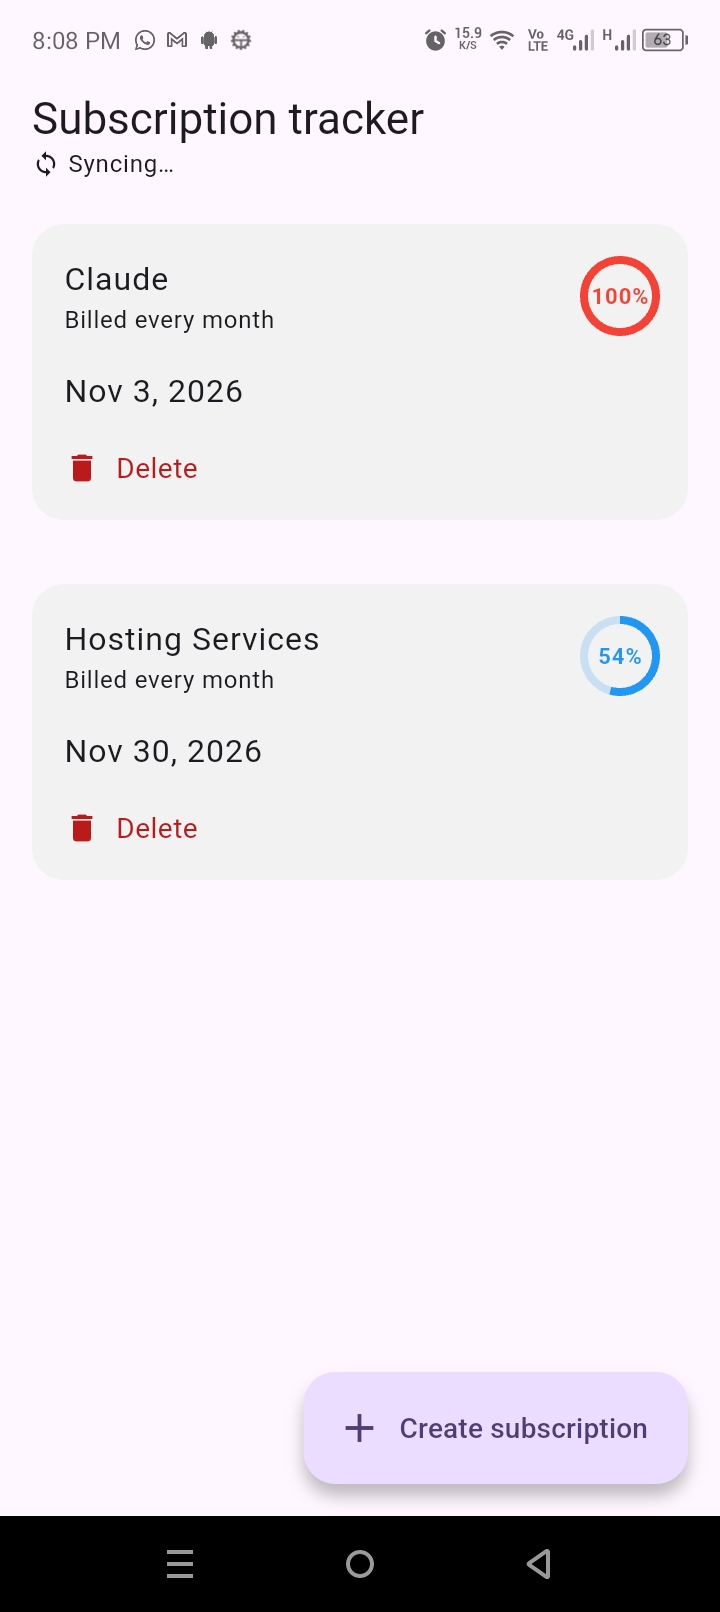 8:08 PM
15.9
K/S
Vo
LTE
4G
H
63
Subscription tracker
Syncing…
Claude
100%
Billed every month
Nov 3, 2026
Delete
Hosting Services
54%
Billed every month
Nov 30, 2026
Delete
Create subscription